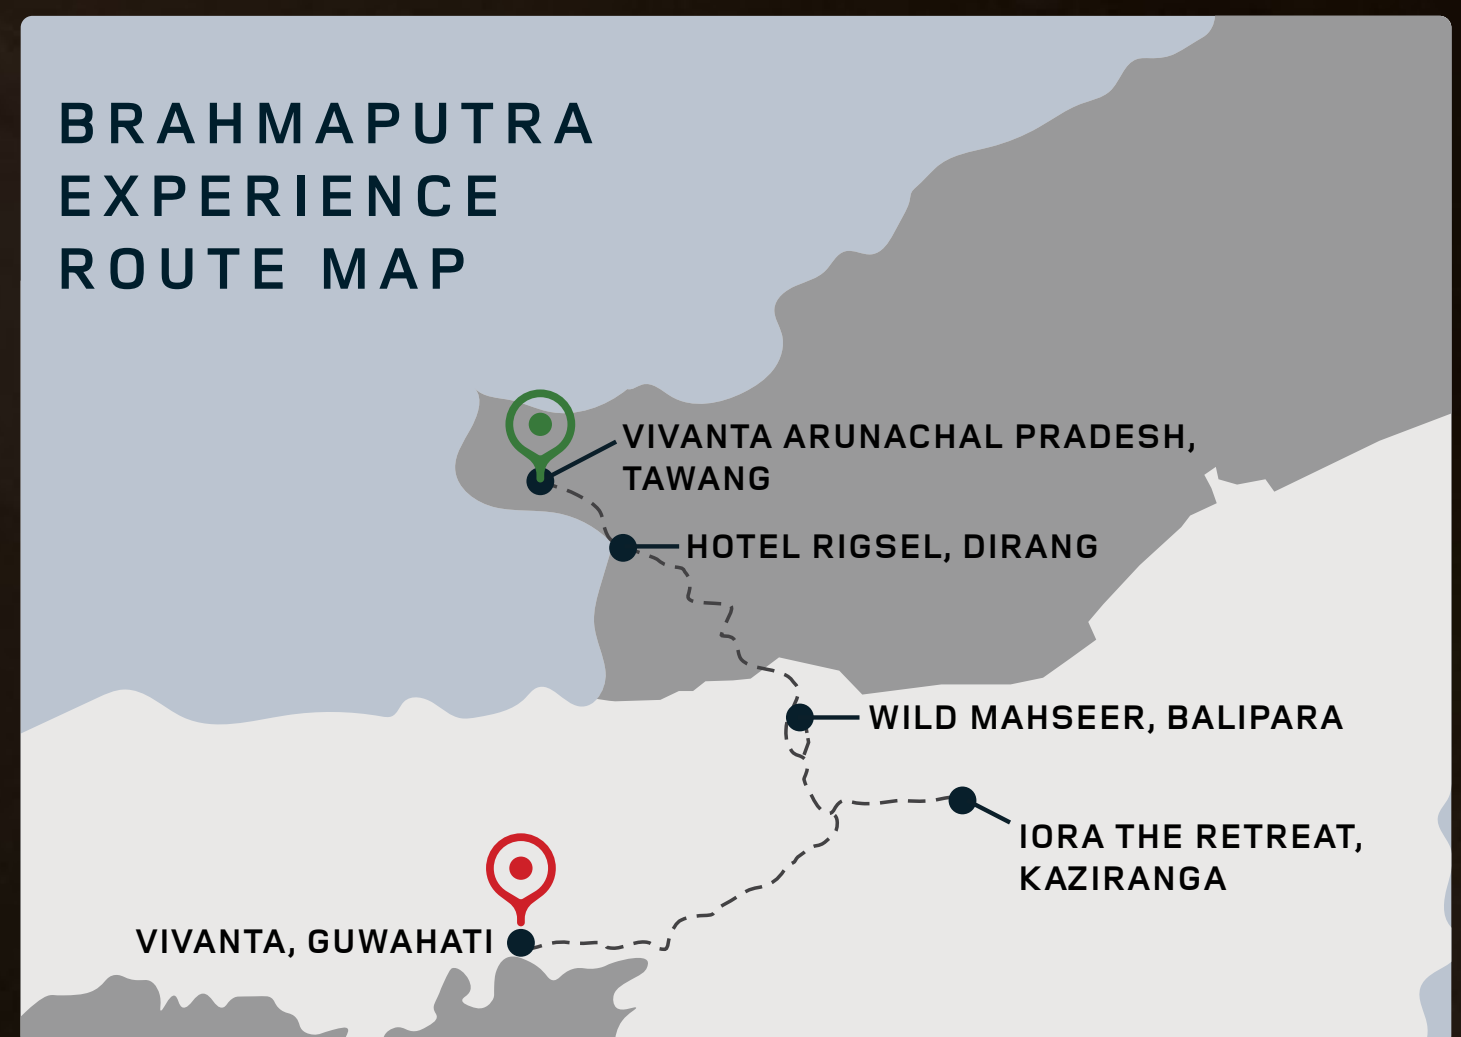 BRAHMAPUTRA
EXPERIENCE
ROUTE MAP
VIVANTA ARUNACHAL PRADESH,
TAWANG
HOTEL RIGSEL, DIRANG
WILD MAHSEER, BALIPARA
IORA THE RETREAT,
KAZIRANGA
VIVANTA, GUWAHATI